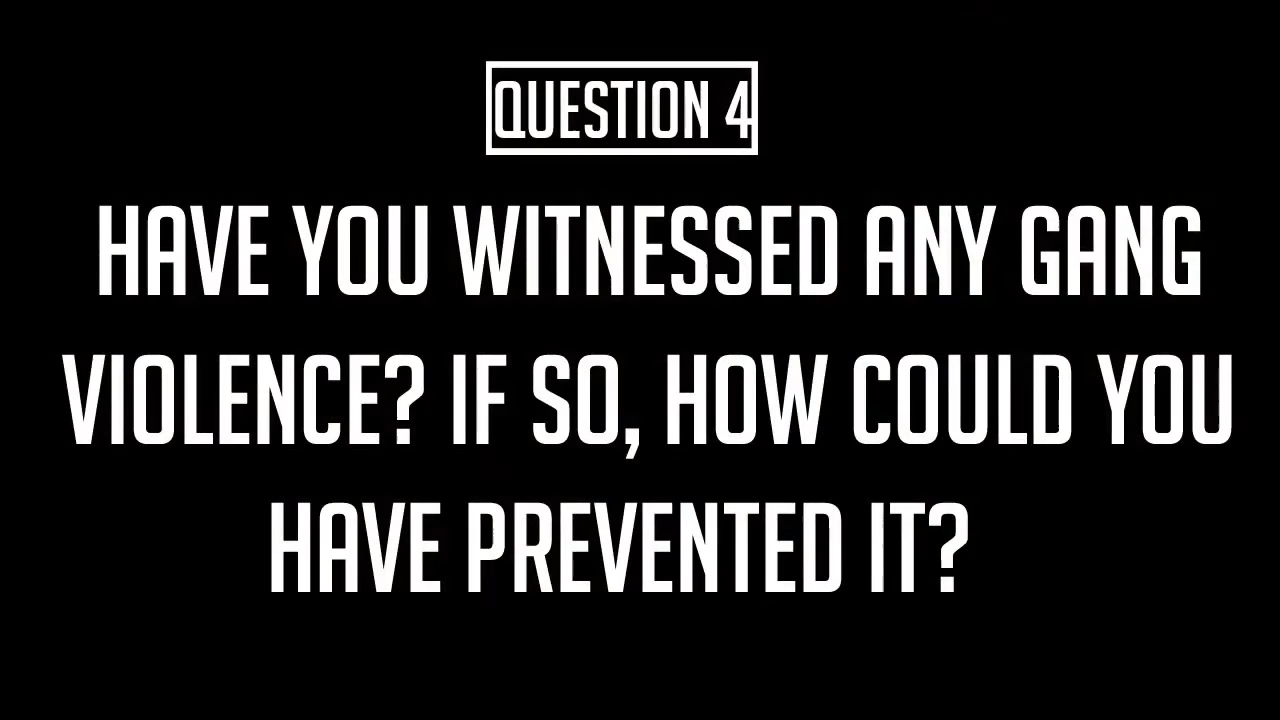 QUESTION 4
HAVE YOU WITNESSED ANY GANG
VIOLENCE? IF SO, HOW COULD YOU
HAVE PREVENTED IT?